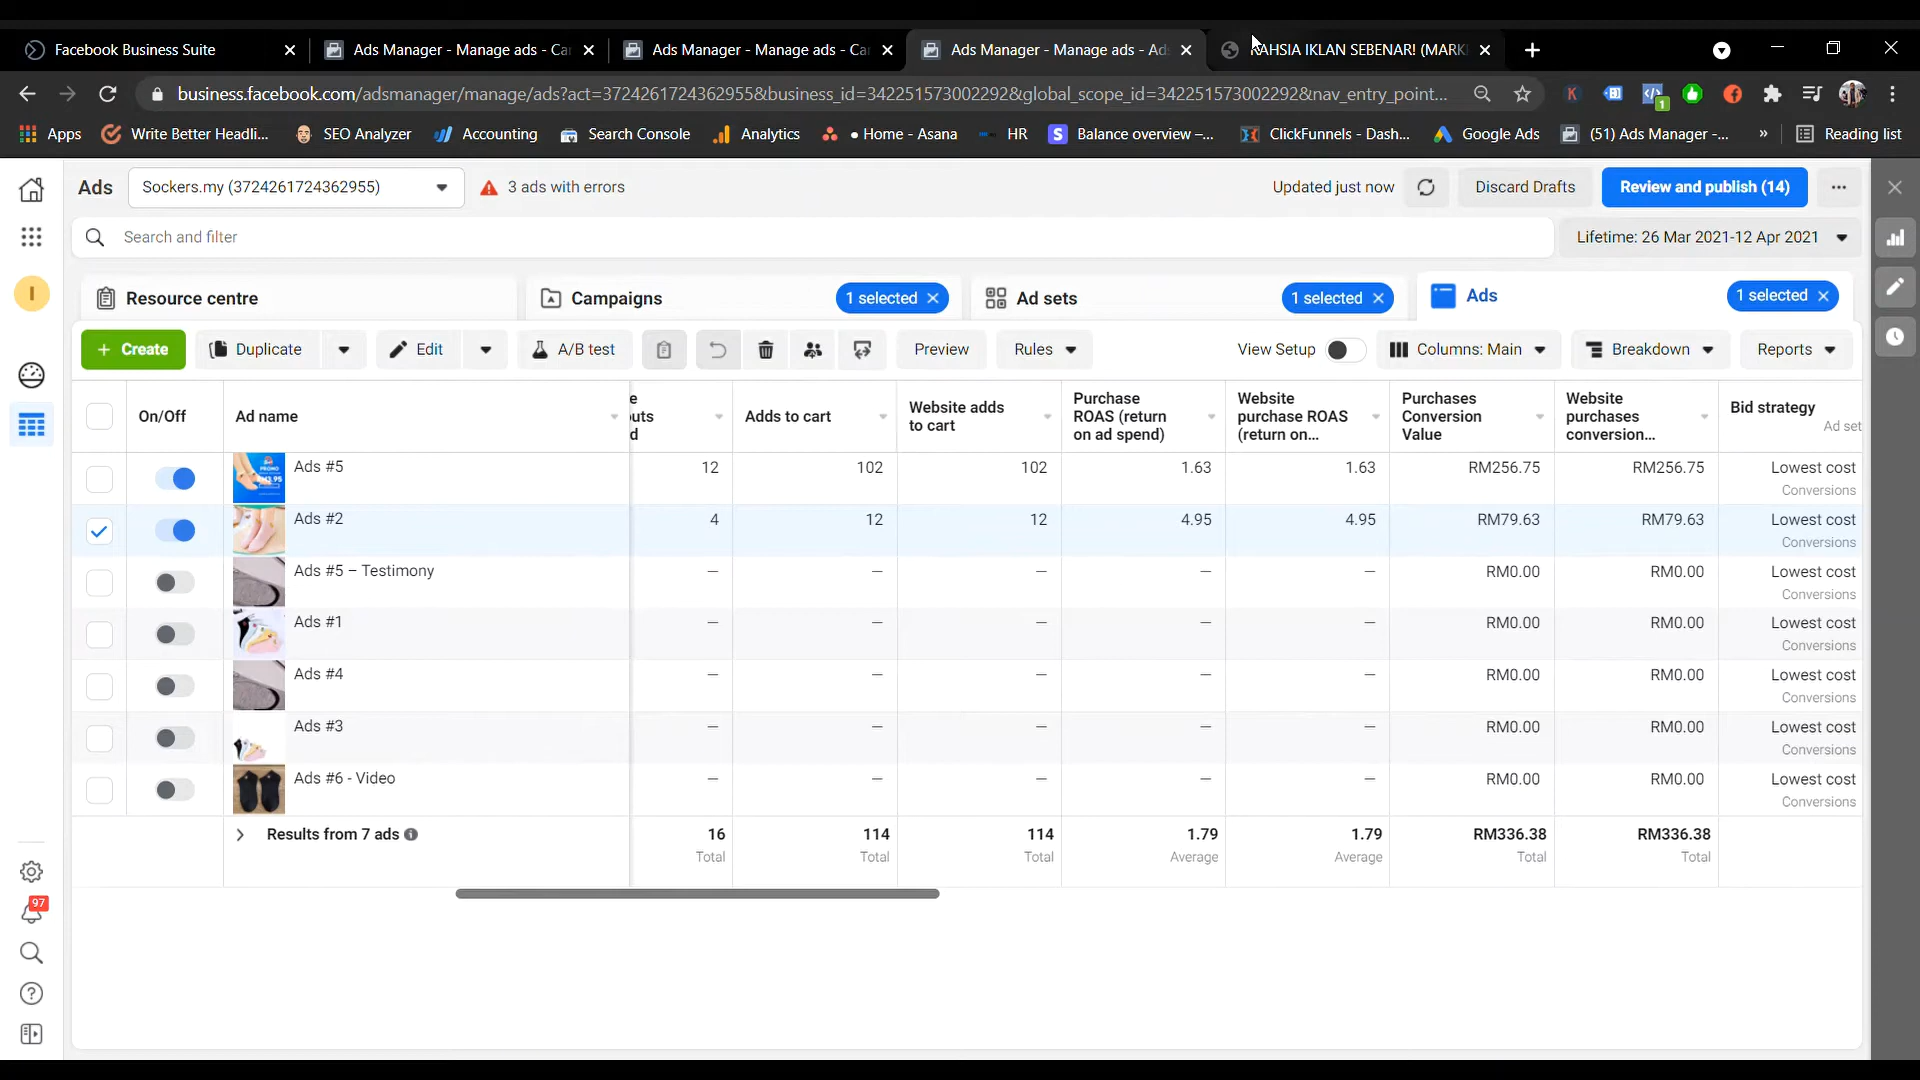 Facebook Business Suite
Ads Manager - Manage ads - Ca
Ads Manager - Manage ads - Ca
Ads Manager - Manage ads - Ads
RAHSIA IKLAN SEBENAR! (MARK
business.facebook.com/adsmanager/manage/ads?act=3724261724362955&business_id=342251573002292&global_scope_id=342251573002292&nav_entry_point...
Apps
Write Better Headli...
SEO Analyzer
Accounting
Search Console
Analytics
• Home - Asana
HR
Balance overview –...
ClickFunnels - Dash...
Google Ads
(51) Ads Manager -...
»
Reading list
Ads
Sockers.my (3724261724362955)
3 ads with errors
Updated just now
Discard Drafts
Review and publish (14)
Search and filter
Lifetime: 26 Mar 2021-12 Apr 2021
Resource centre
Campaigns
1 selected
Ad sets
1 selected
Ads
1 selected
+ Create
Duplicate
Edit
A/B test
Preview
Rules
View Setup
Columns: Main
Breakdown
Reports
On/Off
Ad name
e
outs
d
Adds to cart
Website adds
to cart
Purchase
ROAS (return
on ad spend)
Website
purchase ROAS
(return on...
Purchases
Conversion
Value
Website
purchases
conversion...
Bid strategy
Ad set
Ads #5 12 102 102 1.63 1.63 RM256.75 RM256.75 Lowest cost
Conversions
Ads #2 4 12 12 4.95 4.95 RM79.63 RM79.63 Lowest cost
Conversions
Ads #5 – Testimony — — — — — RM0.00 RM0.00 Lowest cost
Conversions
Ads #1 — — — — — RM0.00 RM0.00 Lowest cost
Conversions
Ads #4 — — — — — RM0.00 RM0.00 Lowest cost
Conversions
Ads #3 — — — — — RM0.00 RM0.00 Lowest cost
Conversions
Ads #6 - Video — — — — — RM0.00 RM0.00 Lowest cost
Conversions
Results from 7 ads 16 114 114 1.79 1.79 RM336.38 RM336.38
Total Total Total Average Average Total Total
97